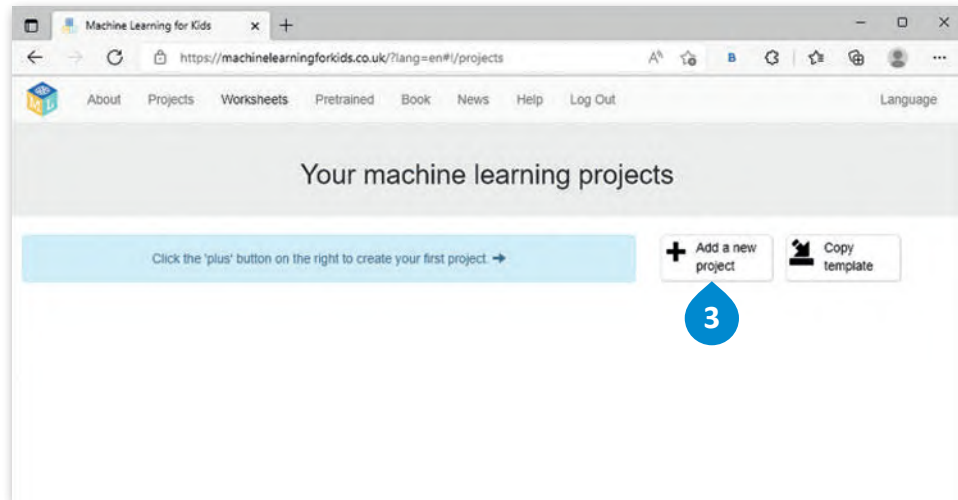 Machine Learning for Kids
https://machinelearningforkids.co.uk/?lang=en#!/projects
About Projects Worksheets Pretrained Book News Help Log Out Language
Your machine learning projects
Click the 'plus' button on the right to create your first project.
Add a new
project
Copy
template
3